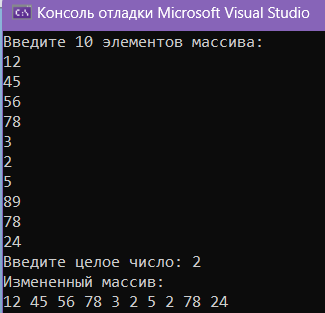 Консоль отладки Microsoft Visual Studio
Введите 10 элементов массива:
12
45
56
78
3
2
5
89
78
24
Введите целое число: 2
Измененный массив:
12 45 56 78 3 2 5 2 78 24